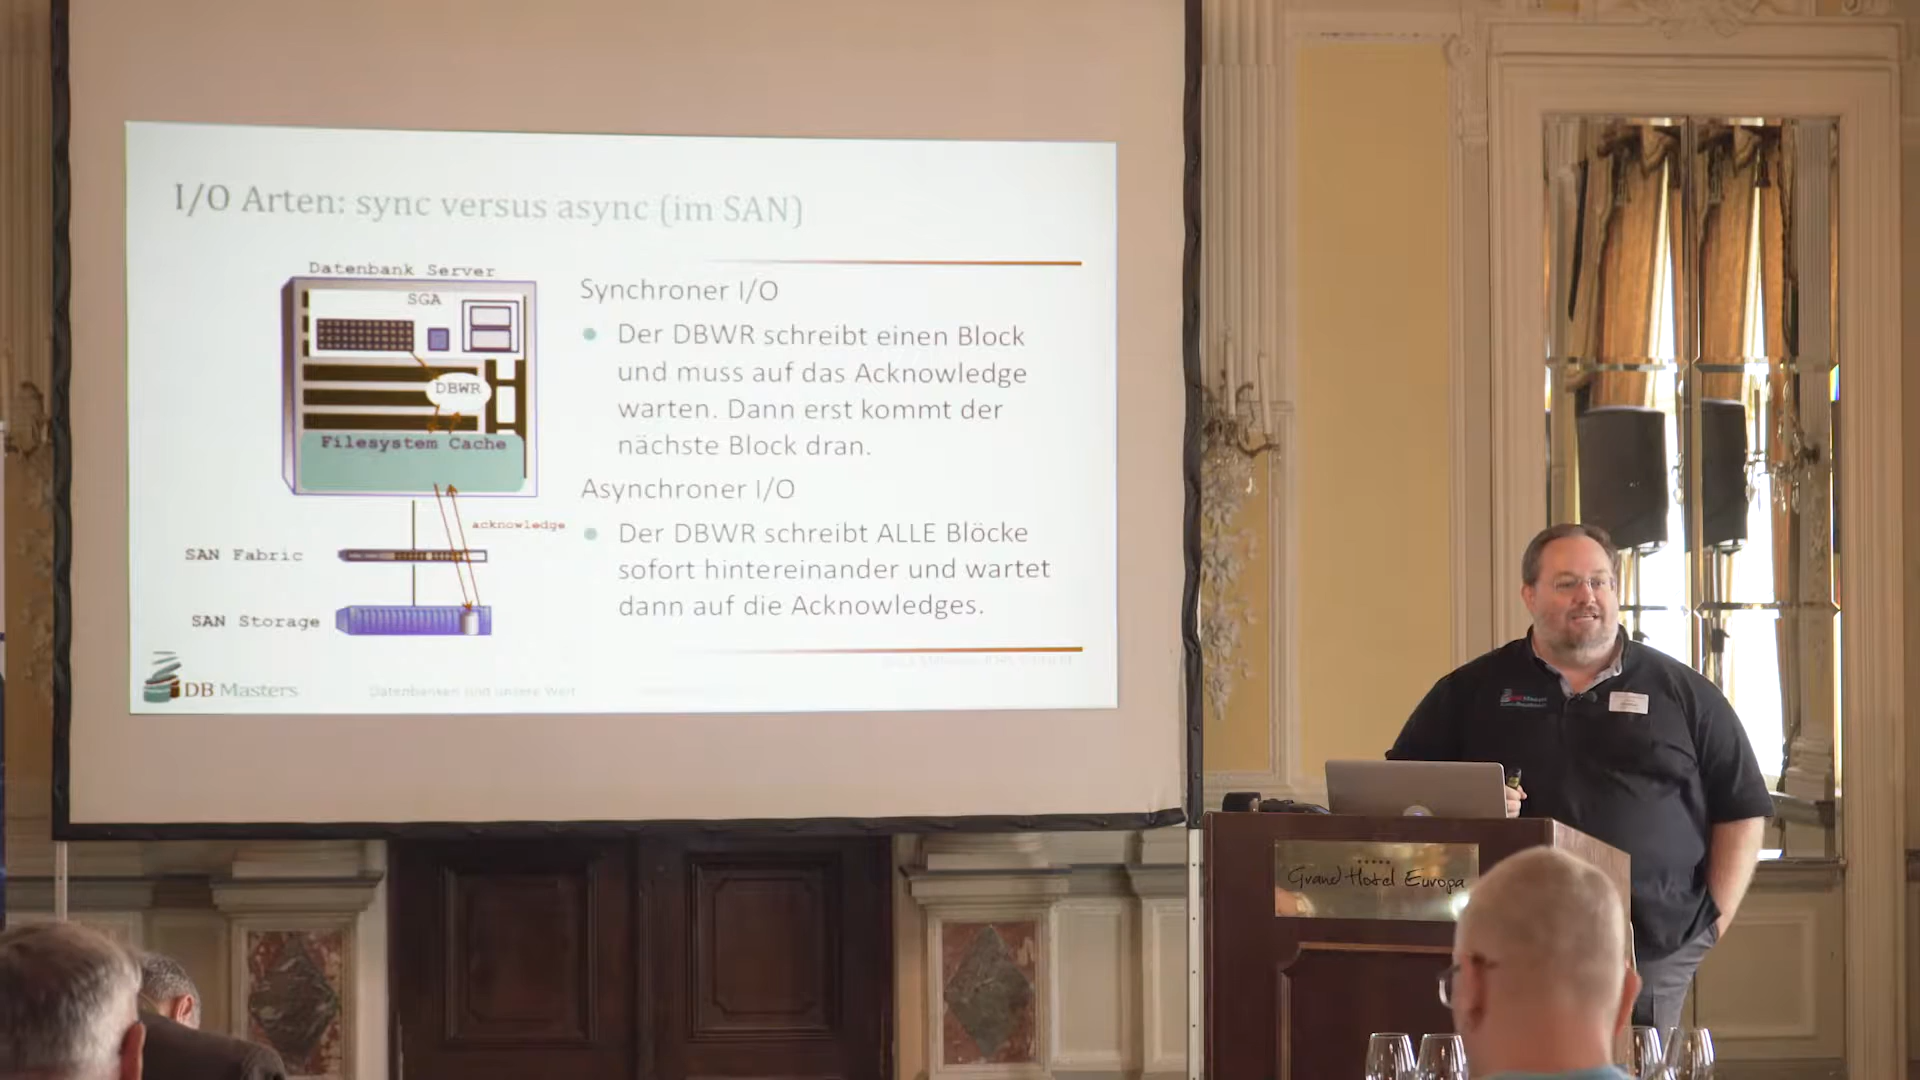 I/O Arten: sync versus async (im SAN)
Datenbank Server
SGA
DBWR
Filesystem Cache
acknowledge
SAN Fabric
SAN Storage
Synchroner I/O
Der DBWR schreibt einen Block
und muss auf das Acknowledge
warten. Dann erst kommt der
nächste Block dran.
Asynchroner I/O
Der DBWR schreibt ALLE Blöcke
sofort hintereinander und wartet
dann auf die Acknowledges.
DB Masters
Datenbanken sind unsere Welt
Grand Hotel Europa